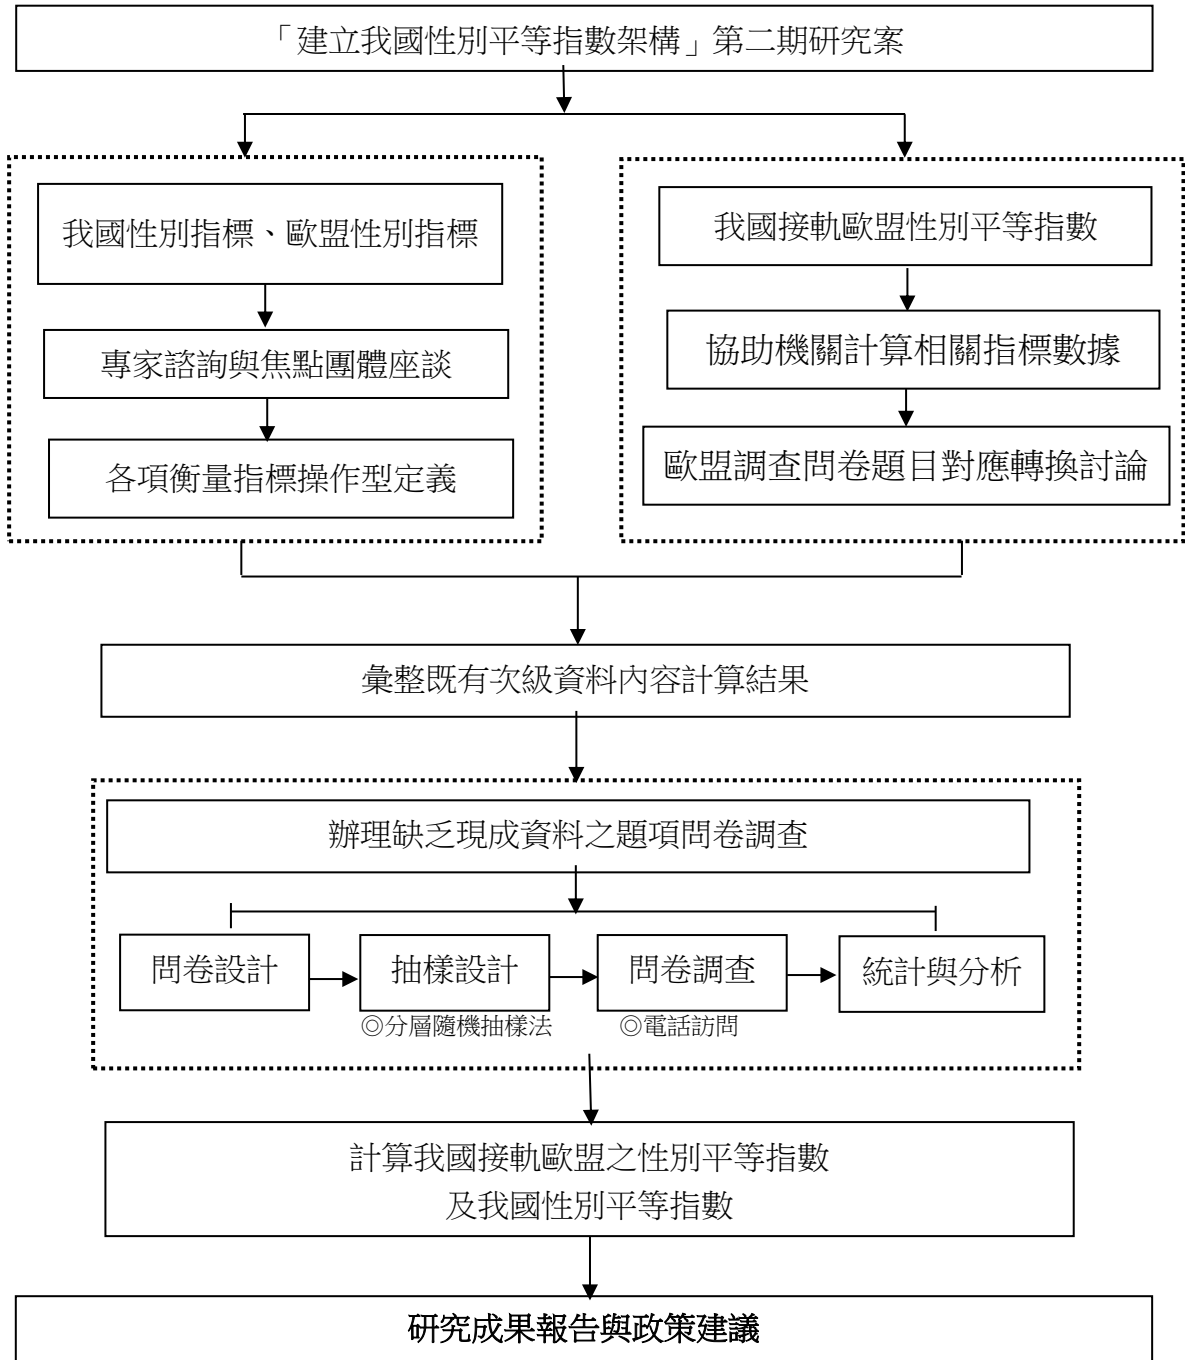 「建立我國性別平等指數架構」第二期研究案
我國性別指標、歐盟性別指標
專家諮詢與焦點團體座談
各項衡量指標操作型定義
我國接軌歐盟性別平等指數
協助機關計算相關指標數據
歐盟調查問卷題目對應轉換討論
彙整既有次級資料內容計算結果
辦理缺乏現成資料之題項問卷調查
問卷設計
抽樣設計
◎分層隨機抽樣法
問卷調查
◎電話訪問
統計與分析
計算我國接軌歐盟之性別平等指數
及我國性別平等指數
研究成果報告與政策建議